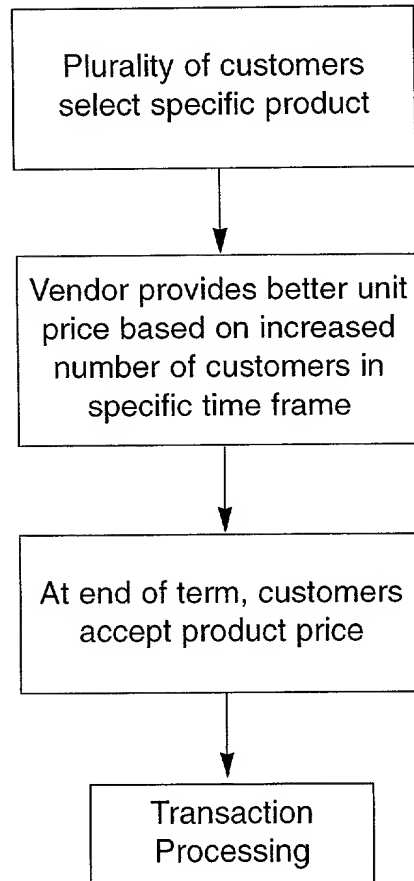 Plurality of customers
select specific product
Vendor provides better unit
price based on increased
number of customers in
specific time frame
At end of term, customers
accept product price
Transaction
Processing